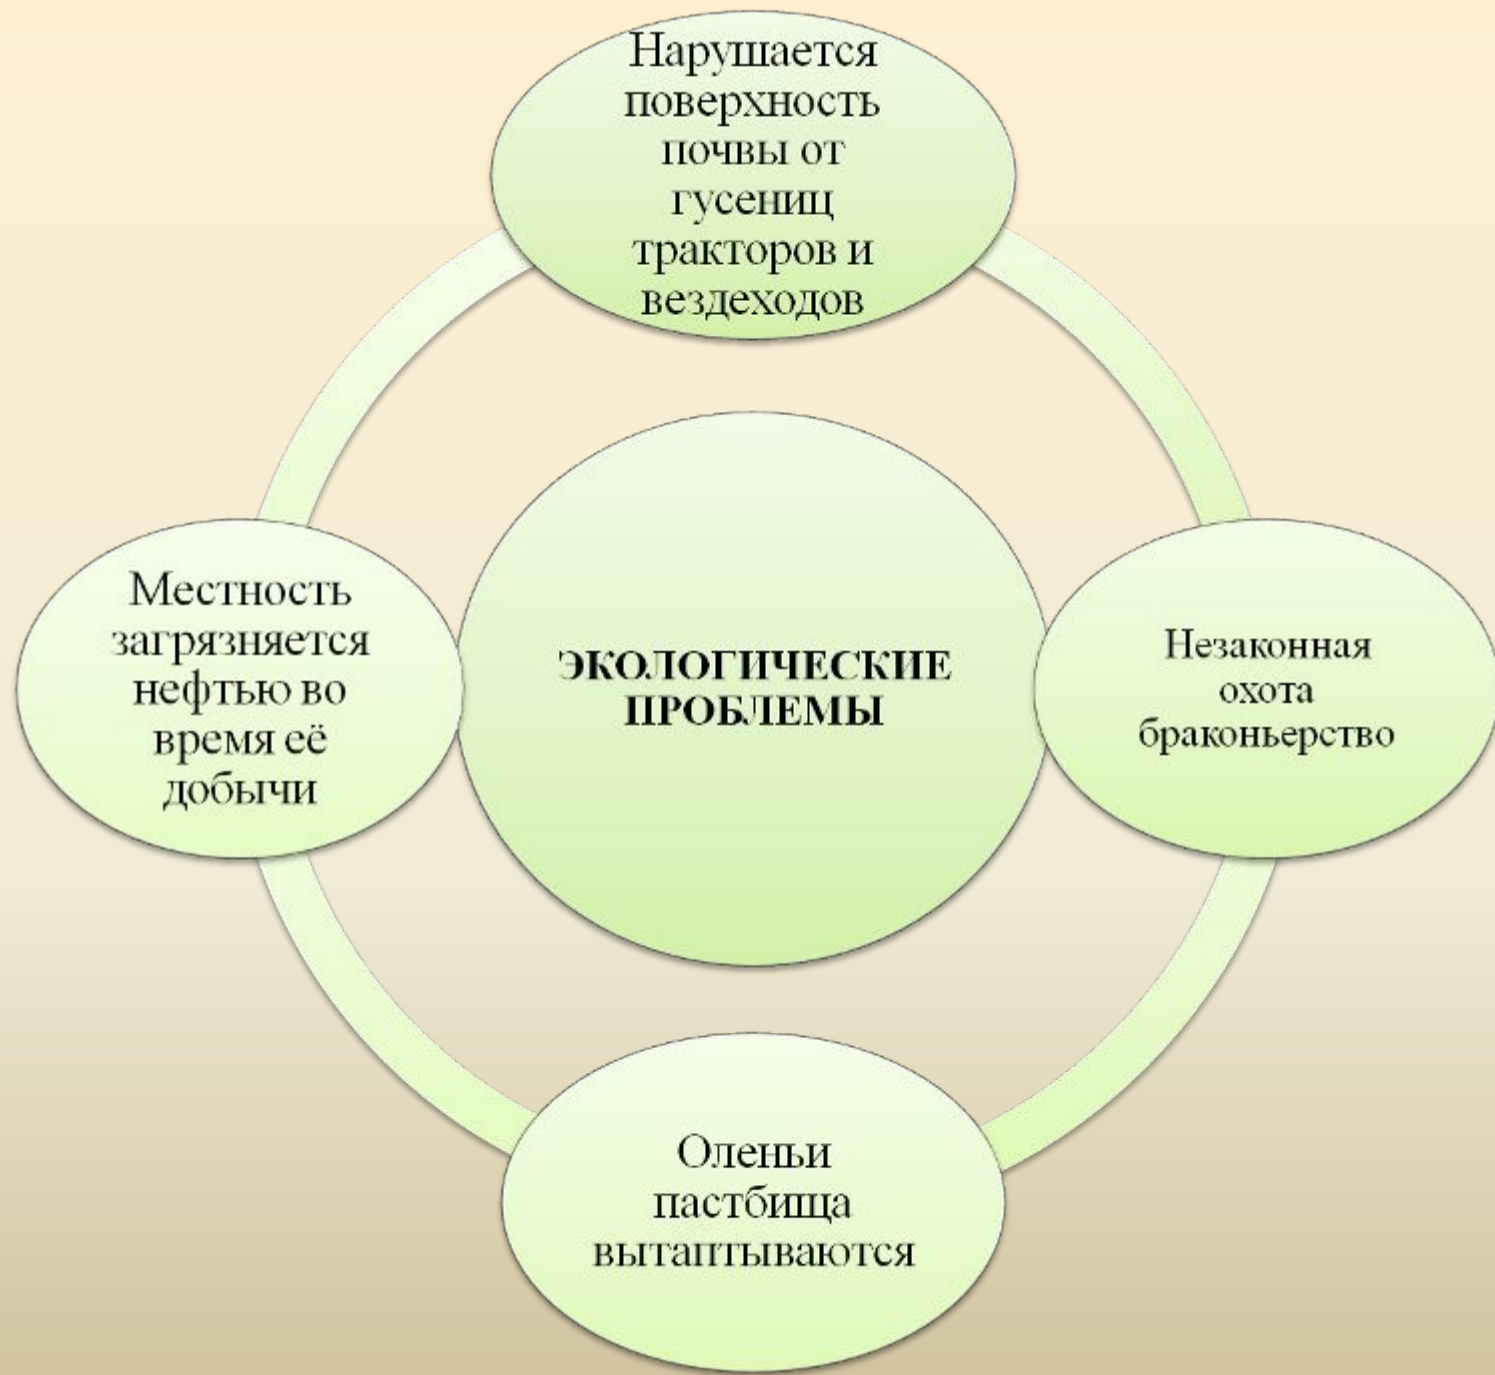 Нарушается
поверхность
почвы от
гусениц
тракторов и
вездеходов
Местность
загрязняется
нефтью во
время её
добычи
ЭКОЛОГИЧЕСКИЕ
ПРОБЛЕМЫ
Незаконная
охота
браконьерство
Оленьи
пастбища
вытаптываются